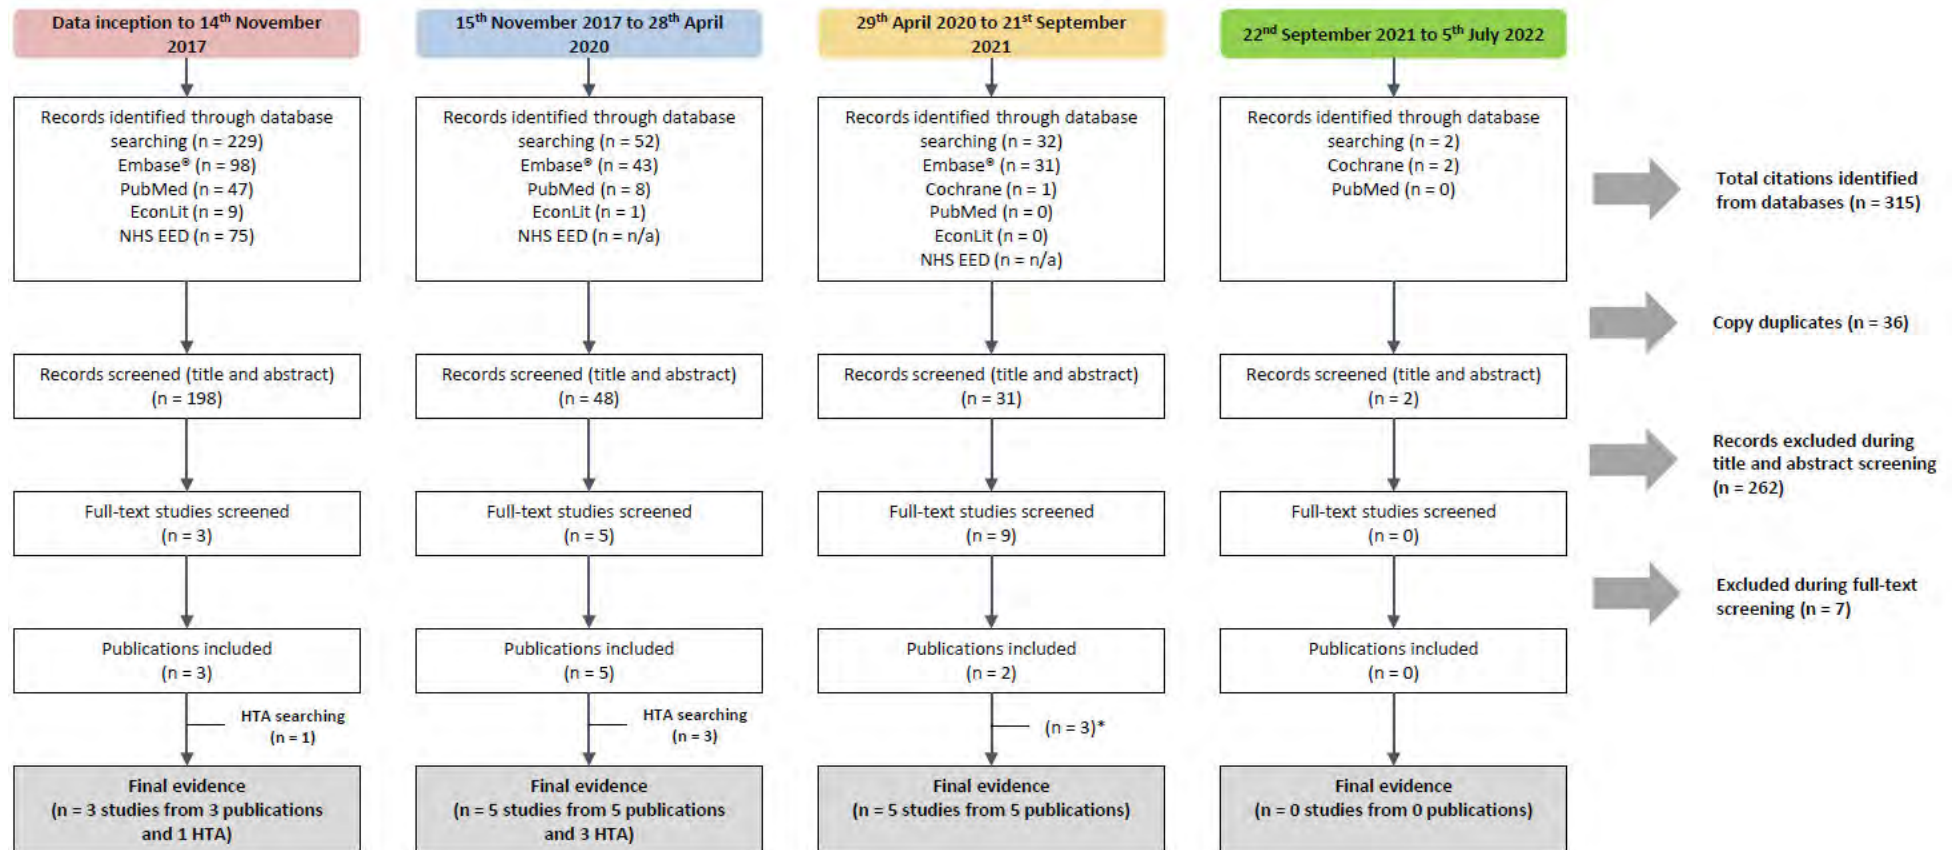 Data inception to 14th November
2017
Records identified through database
searching (n = 229)
Embase® (n = 98)
PubMed (n = 47)
EconLit (n = 9)
NHS EED (n = 75)
Records screened (title and abstract)
(n = 198)
Full-text studies screened
(n = 3)
Publications included
(n = 3)
HTA searching
(n = 1)
Final evidence
(n = 3 studies from 3 publications
and 1 HTA)
15th November 2017 to 28th April
2020
Records identified through database
searching (n = 52)
Embase® (n = 43)
PubMed (n = 8)
EconLit (n = 1)
NHS EED (n = n/a)
Records screened (title and abstract)
(n = 48)
Full-text studies screened
(n = 5)
Publications included
(n = 5)
HTA searching
(n = 3)
Final evidence
(n = 5 studies from 5 publications
and 3 HTA)
29th April 2020 to 21st September
2021
Records identified through database
searching (n = 32)
Embase® (n = 31)
Cochrane (n = 1)
PubMed (n = 0)
EconLit (n = 0)
NHS EED (n = n/a)
Records screened (title and abstract)
(n = 31)
Full-text studies screened
(n = 9)
Publications included
(n = 2)
(n = 3)*
Final evidence
(n = 5 studies from 5 publications)
22nd September 2021 to 5th July 2022
Records identified through database
searching (n = 2)
Cochrane (n = 2)
PubMed (n = 0)
Records screened (title and abstract)
(n = 2)
Full-text studies screened
(n = 0)
Publications included
(n = 0)
Final evidence
(n = 0 studies from 0 publications)
Total citations identified
from databases (n = 315)
Copy duplicates (n = 36)
Records excluded during
title and abstract screening
(n = 262)
Excluded during full-text
screening (n = 7)